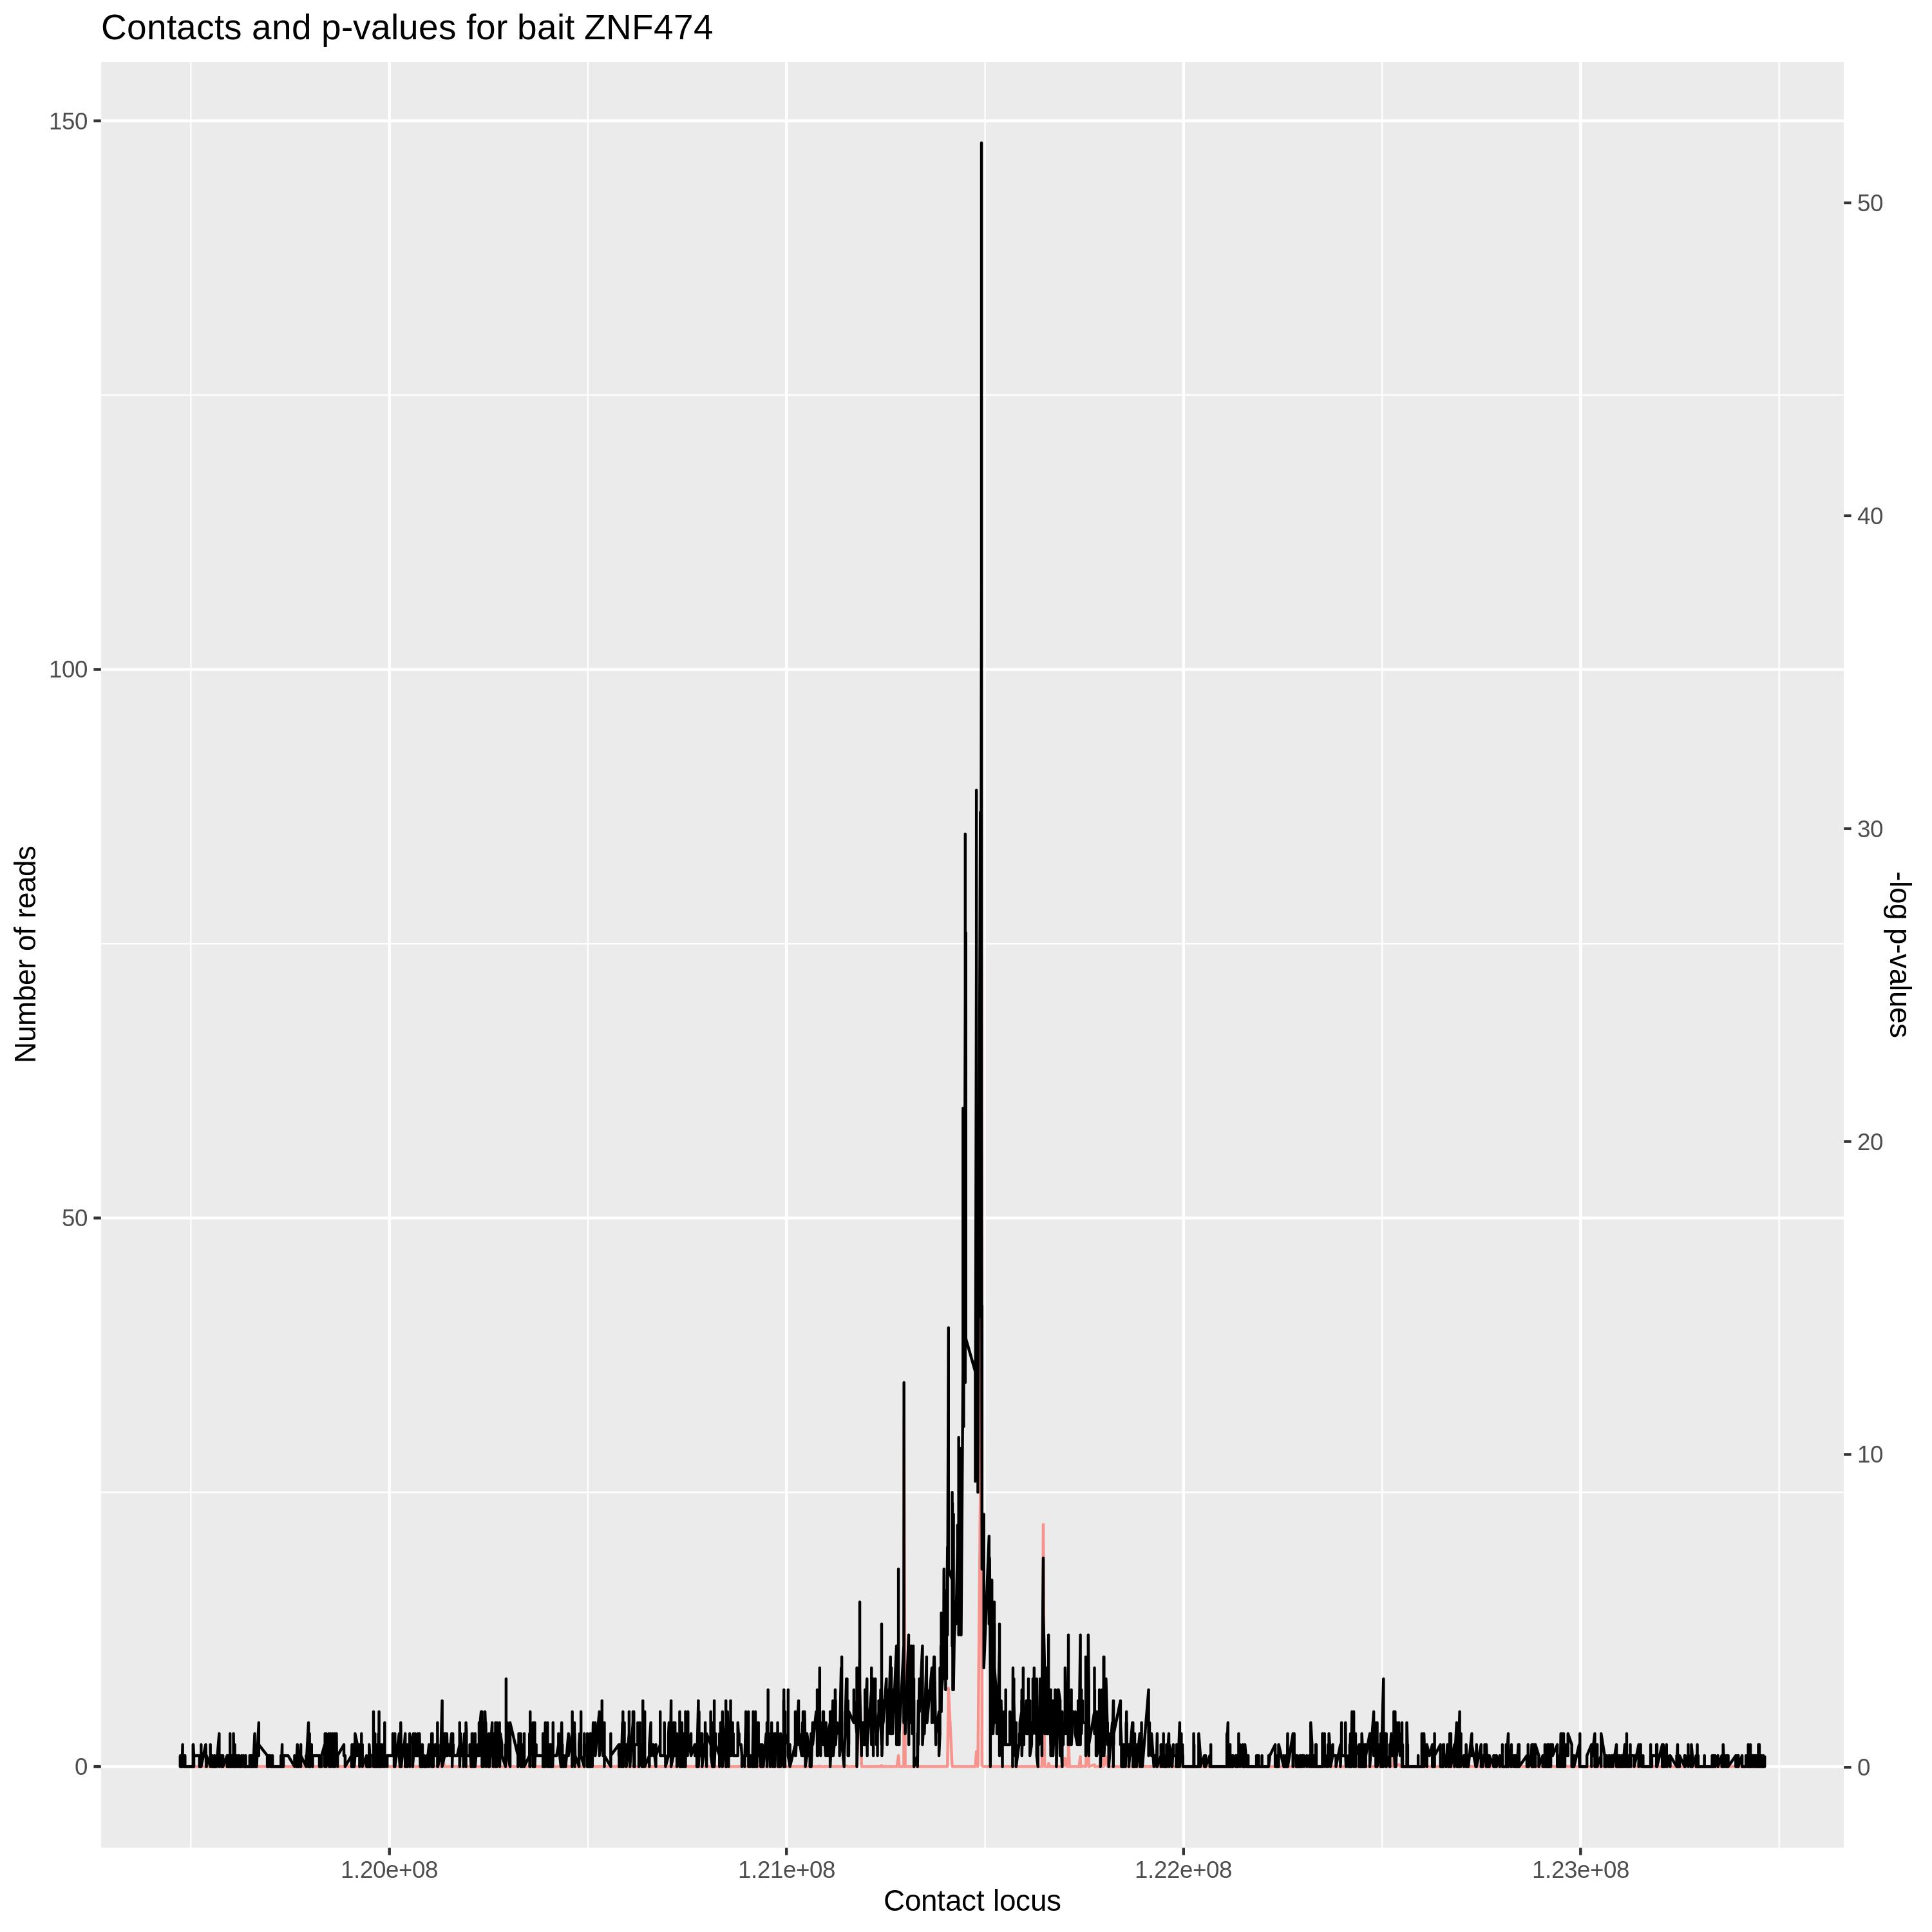 Contacts and p-values for bait ZNF474
150
100
50
0
Number of reads
50
40
30
20
10
0
-log p-values
1.20e+08 1.21e+08 1.22e+08 1.23e+08
Contact locus